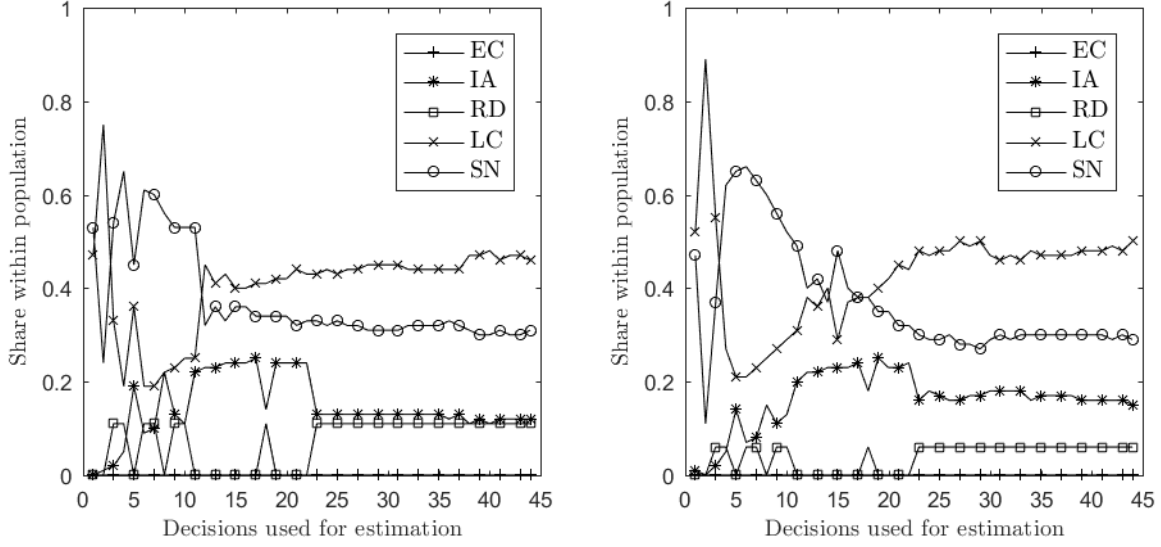 1
0.8
0.6
0.4
0.2
0
Share within population
0 5 10 15 20 25 30 35 40 45
Decisions used for estimation
EC
IA
RD
LC
SN
1
0.8
0.6
0.4
0.2
0
Share within population
0 5 10 15 20 25 30 35 40 45
Decisions used for estimation
EC
IA
RD
LC
SN